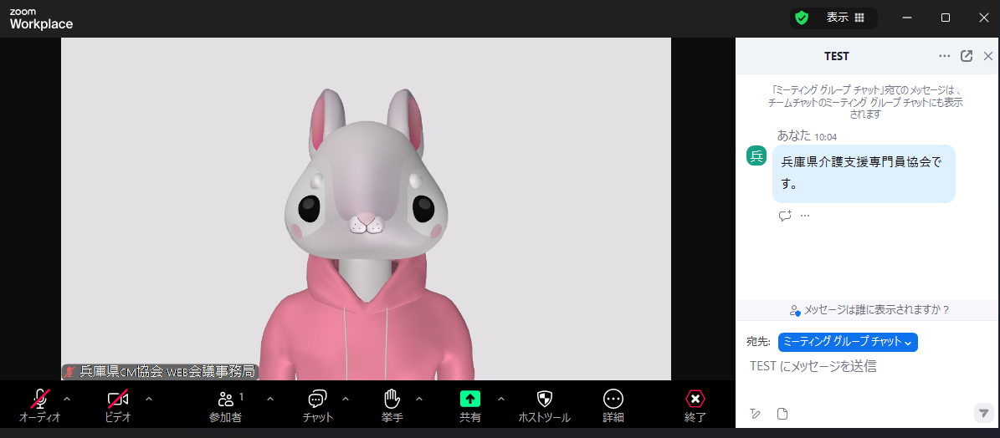 zoom
Workplace
表示
TEST
「ミーティング グループ チャット」宛てのメッセージは 、
チームチャットのミーティング グループ チャットにも表示
されます
あなた 10:04
兵
兵庫県介護支援専門員協会で
す。
メッセージは誰に表示されますか ?
宛先:
ミーティング グループ チャット
TEST にメッセージを送信
兵庫県CM協会 WEB会議事務局
オーディオ
ビデオ
参加者
1
チャット
挙手
共有
ホストツール
詳細
終了